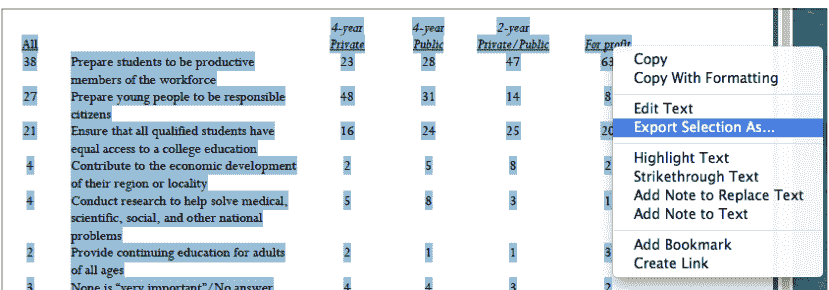 4-year 4-year 2-year
All Private Public Private/Public For profit
38 Prepare students to be productive 23 28 47 63
members of the workforce
27 Prepare young people to be responsible 48 31 14 8
citizens
21 Ensure that all qualified students have 16 24 25 20
equal access to a college education
4 Contribute to the economic development 2 5 8 2
of their region or locality
4 Conduct research to help solve medical, 5 8 3 1
scientific, social, and other national
problems
2 Provide continuing education for adults 2 1 1 3
of all ages
3 None is “very important”/No answer 4 4 3 2
Copy
Copy With Formatting
Edit Text
Export Selection As...
Highlight Text
Strikethrough Text
Add Note to Replace Text
Add Note to Text
Add Bookmark
Create Link